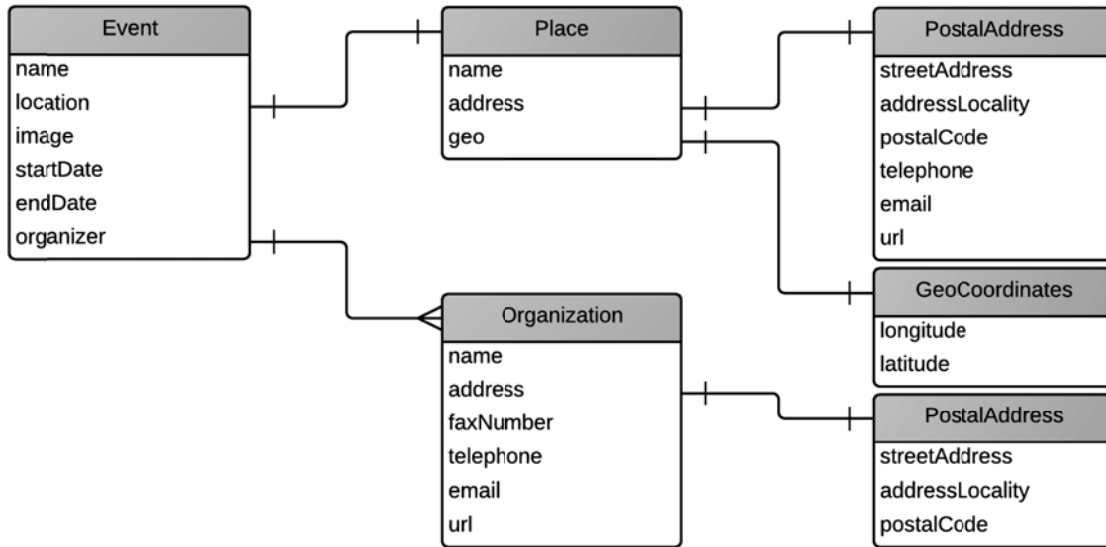 Event
name
location
image
startDate
endDate
organizer
Place
name
address
geo
PostalAddress
streetAddress
addressLocality
postalCode
telephone
email
url
GeoCoordinates
longitude
latitude
Organization
name
address
faxNumber
telephone
email
url
PostalAddress
streetAddress
addressLocality
postalCode